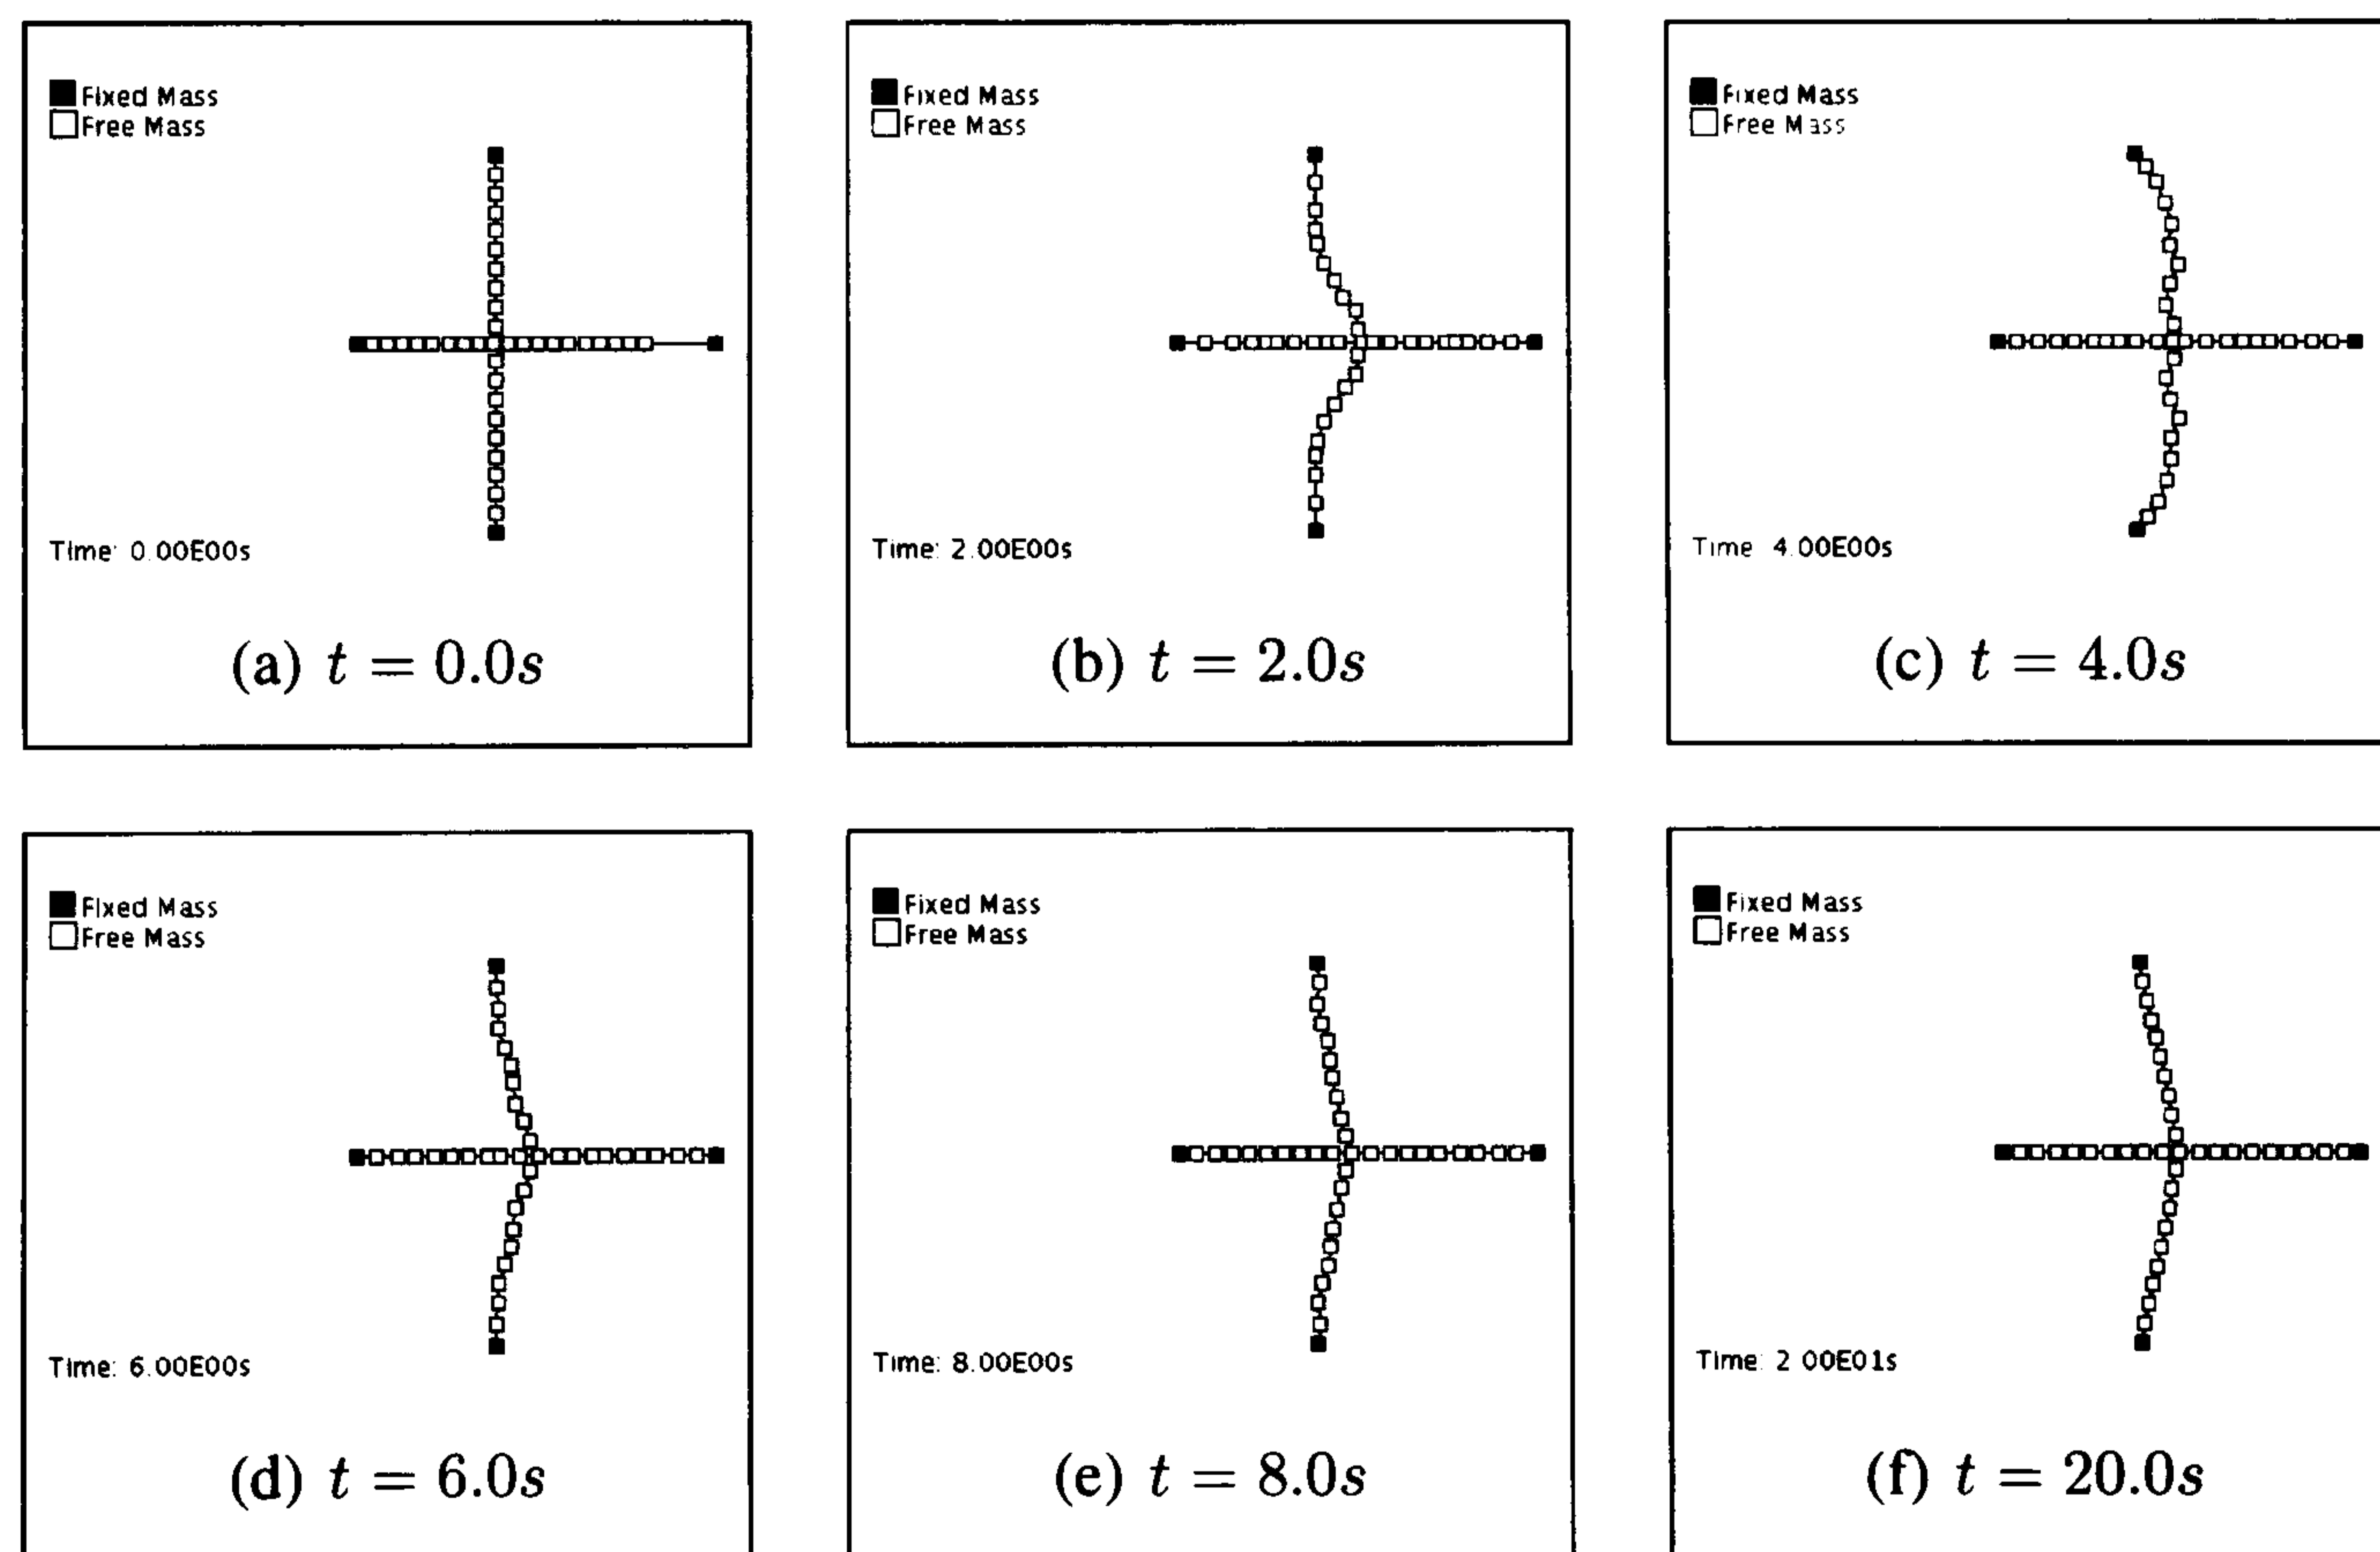 Fixed Mass
Free Mass
Time: 0.00E00s
(a) t = 0.0s
Fixed Mass
Free Mass
Time: 2.00E00s
(b) t = 2.0s
Fixed Mass
Free Mass
Time 4.00E00s
(c) t = 4.0s
Fixed Mass
Free Mass
Time: 6.00E00s
(d) t = 6.0s
Fixed Mass
Free Mass
Time: 8.00E00s
(e) t = 8.0s
Fixed Mass
Free Mass
Time: 2.00E01s
(f) t = 20.0s